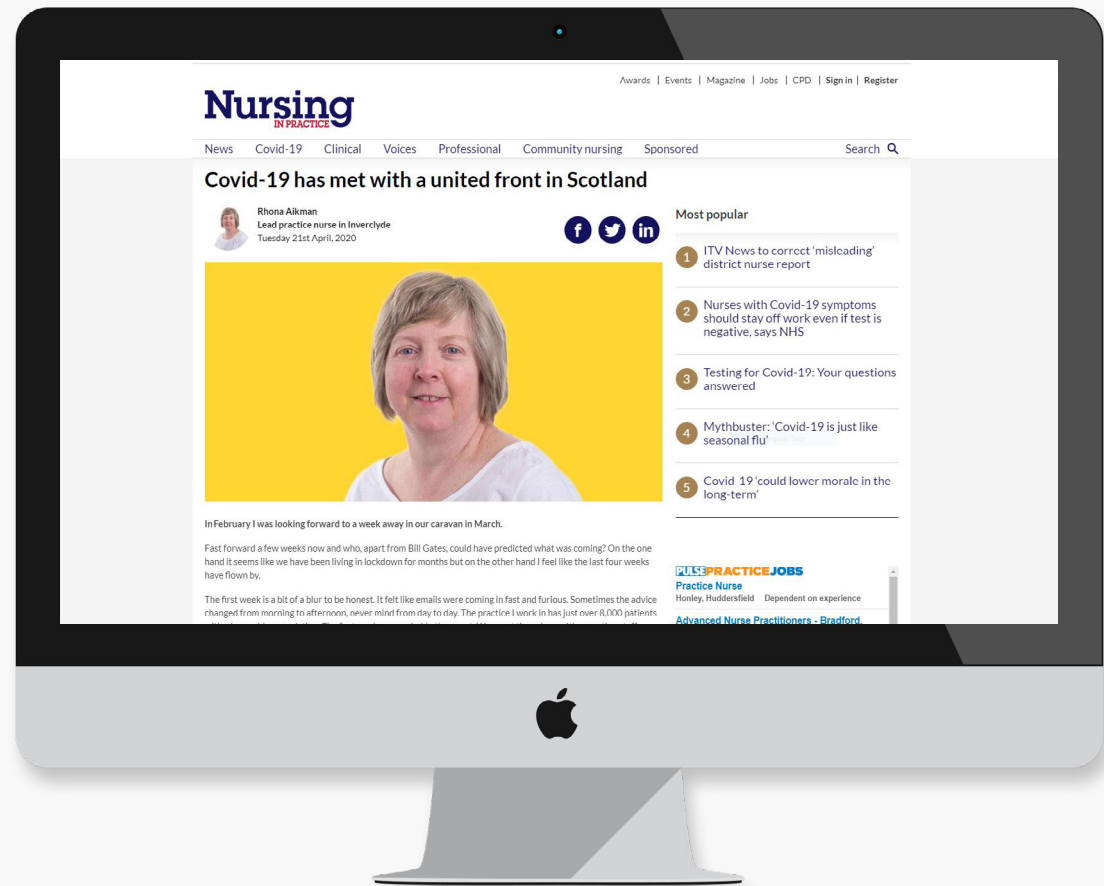 Awards | Events | Magazine | Jobs | CPD | Sign in | Register
Nursing
IN PRACTICE
News Covid-19 Clinical Voices Professional Community nursing Sponsored Search
Covid-19 has met with a united front in Scotland
Rhona Aikman
Lead practice nurse in Inverclyde
Tuesday 21st April, 2020
f in
In February I was looking forward to a week away in our caravan in March.
Fast forward a few weeks now and who, apart from Bill Gates, could have predicted what was coming? On the one
hand it seems like we have been living in lockdown for months but on the other hand I feel like the last four weeks
have flown by.
The first week is a bit of a blur to be honest. It felt like emails were coming in fast and furious. Sometimes the advice
changed from morning to afternoon, never mind from day to day. The practice I work in has just over 8,000 patients
Most popular
1 ITV News to correct 'misleading'
district nurse report
2 Nurses with Covid-19 symptoms
should stay off work even if test is
negative, says NHS
3 Testing for Covid-19: Your questions
answered
4 Mythbuster: 'Covid-19 is just like
seasonal flu'
5 Covid-19 'could lower morale in the
long-term'
PULSEPRACTICEJOBS
Practice Nurse
Honley, Huddersfield Dependent on experience
Advanced Nurse Practitioners - Bradford,